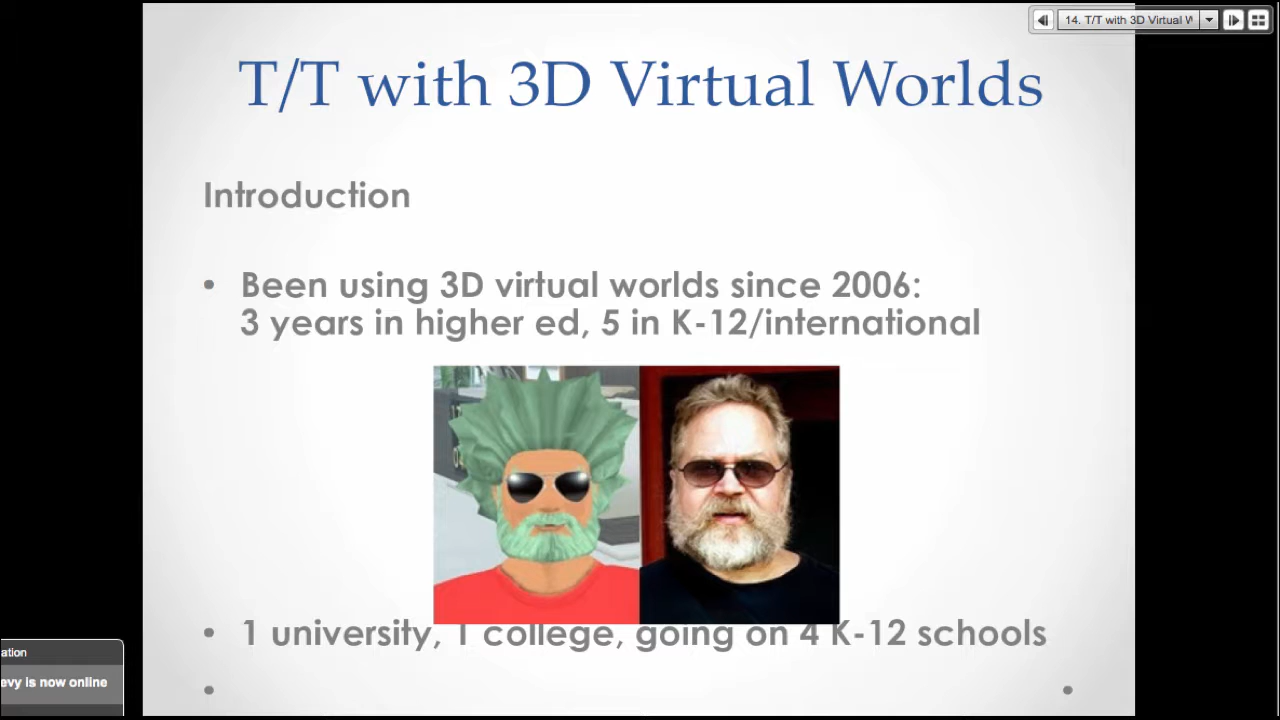 14. T/T with 3D Virtual W
T/T with 3D Virtual Worlds
Introduction
• Been using 3D virtual worlds since 2006:
3 years in higher ed, 5 in K-12/international
• 1 university, 1 college, going on 4 K-12 schools
ation
evy is now online